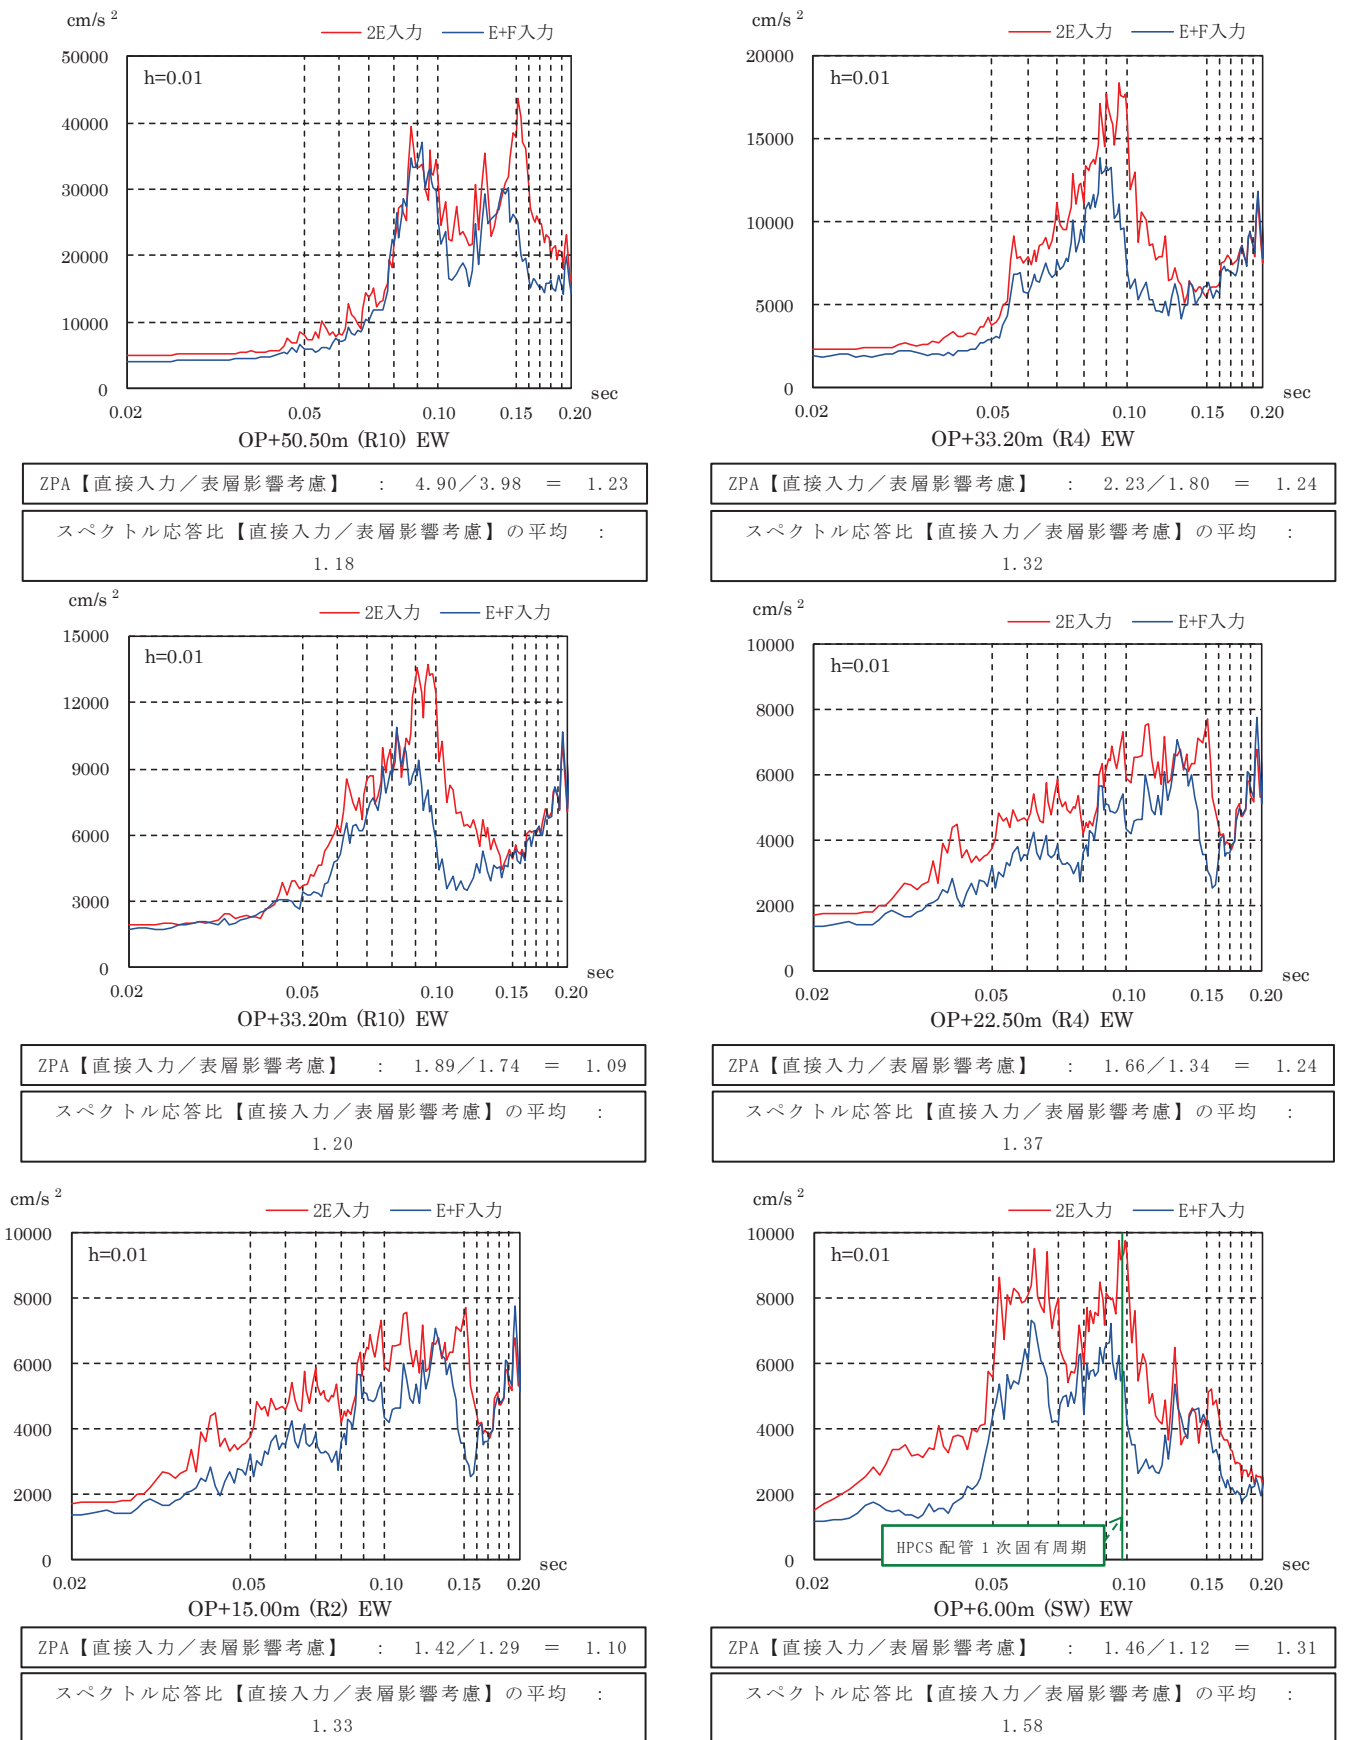 cm/s 2
2E入力 E+F入力
50000
h=0.01
40000
30000
20000
10000
0
sec
0.02 0.05 0.10 0.15 0.20
OP+50.50m (R10) EW
ZPA【直接入力／表層影響考慮】 : 4.90／3.98 = 1.23
スペクトル応答比【直接入力／表層影響考慮】の平均 :
1.18
cm/s 2
2E入力 E+F入力
20000
h=0.01
15000
10000
5000
0
sec
0.02 0.05 0.10 0.15 0.20
OP+33.20m (R4) EW
ZPA【直接入力／表層影響考慮】 : 2.23／1.80 = 1.24
スペクトル応答比【直接入力／表層影響考慮】の平均 :
1.32
cm/s 2
2E入力 E+F入力
15000
h=0.01
12000
9000
6000
3000
0
sec
0.02 0.05 0.10 0.15 0.20
OP+33.20m (R10) EW
ZPA【直接入力／表層影響考慮】 : 1.89／1.74 = 1.09
スペクトル応答比【直接入力／表層影響考慮】の平均 :
1.20
cm/s 2
2E入力 E+F入力
10000
h=0.01
8000
6000
4000
2000
0
sec
0.02 0.05 0.10 0.15 0.20
OP+22.50m (R4) EW
ZPA【直接入力／表層影響考慮】 : 1.66／1.34 = 1.24
スペクトル応答比【直接入力／表層影響考慮】の平均 :
1.37
cm/s 2
2E入力 E+F入力
10000
h=0.01
8000
6000
4000
2000
0
sec
0.02 0.05 0.10 0.15 0.20
OP+15.00m (R2) EW
ZPA【直接入力／表層影響考慮】 : 1.42／1.29 = 1.10
スペクトル応答比【直接入力／表層影響考慮】の平均 :
1.33
cm/s 2
2E入力 E+F入力
10000
h=0.01
8000
6000
4000
2000
HPCS 配管 1 次固有周期
0
sec
0.02 0.05 0.10 0.15 0.20
OP+6.00m (SW) EW
ZPA【直接入力／表層影響考慮】 : 1.46／1.12 = 1.31
スペクトル応答比【直接入力／表層影響考慮】の平均 :
1.58